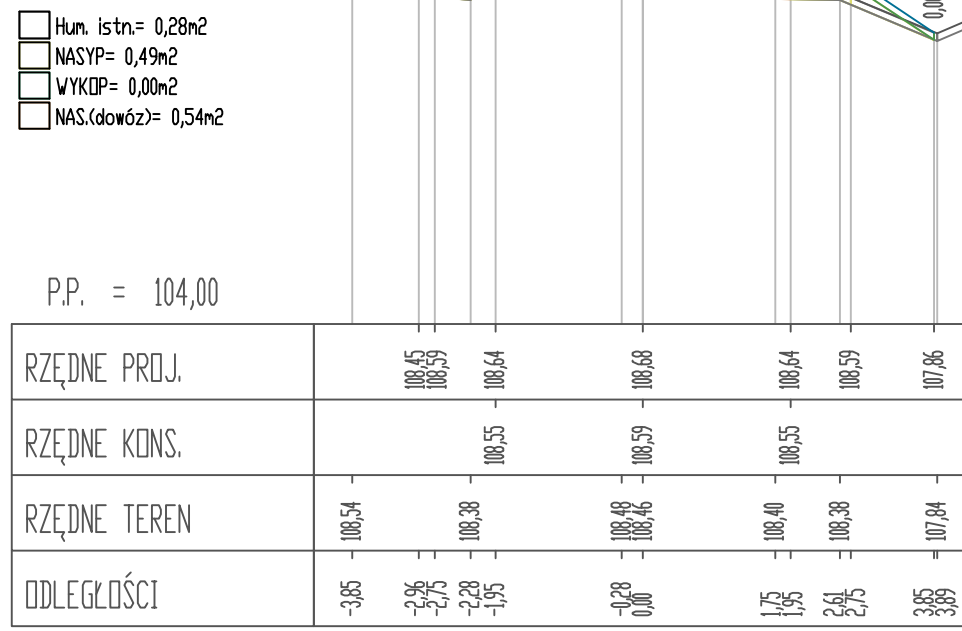 0,0
Hum. istn.= 0,28m2
NASYP= 0,49m2
WYKOP= 0,00m2
NAS.(dowóz)= 0,54m2
P.P. = 104,00
RZĘDNE PROJ. 108,45 108,59 108,64 108,68 108,64 108,59 107,86
RZĘDNE KONS. 108,55 108,59 108,55
RZĘDNE TEREN 108,54 108,38 108,48 108,46 108,40 108,38 107,84
ODLEGŁOŚCI -3,85 -2,96 -2,75 -2,28 -1,95 -0,28 0,00 1,75 1,95 2,61 2,75 3,85 3,89